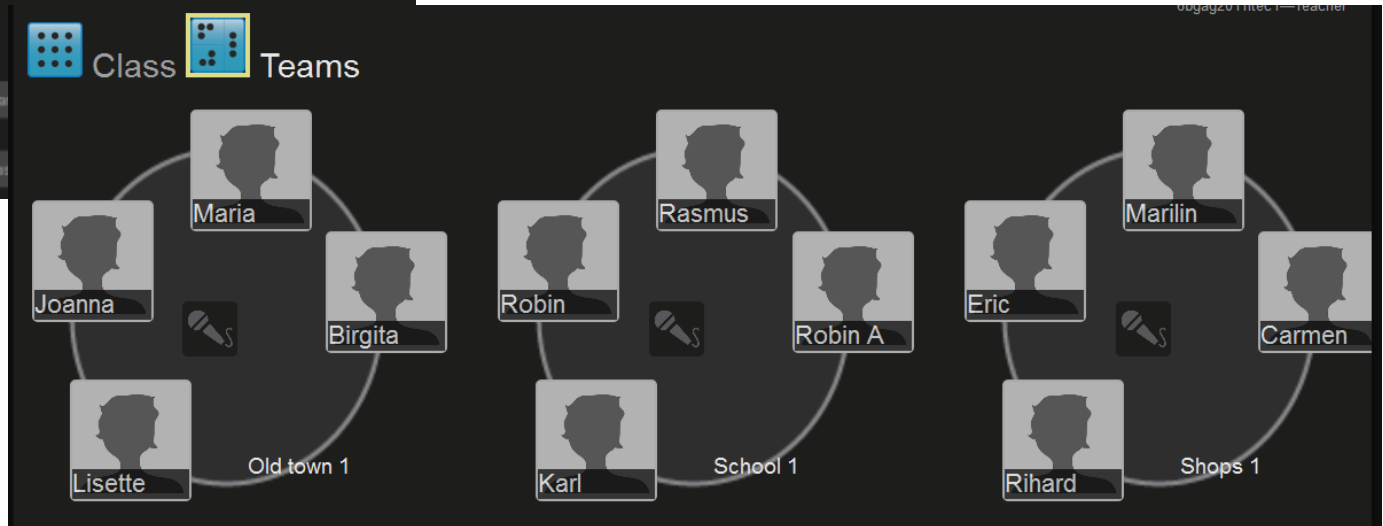 Class Teams
Maria
Joanna
Birgita
Lisette
Old town 1
Rasmus
Robin
Robin A
Karl
School 1
Marilin
Eric
Carmen
Rihard
Shops 1